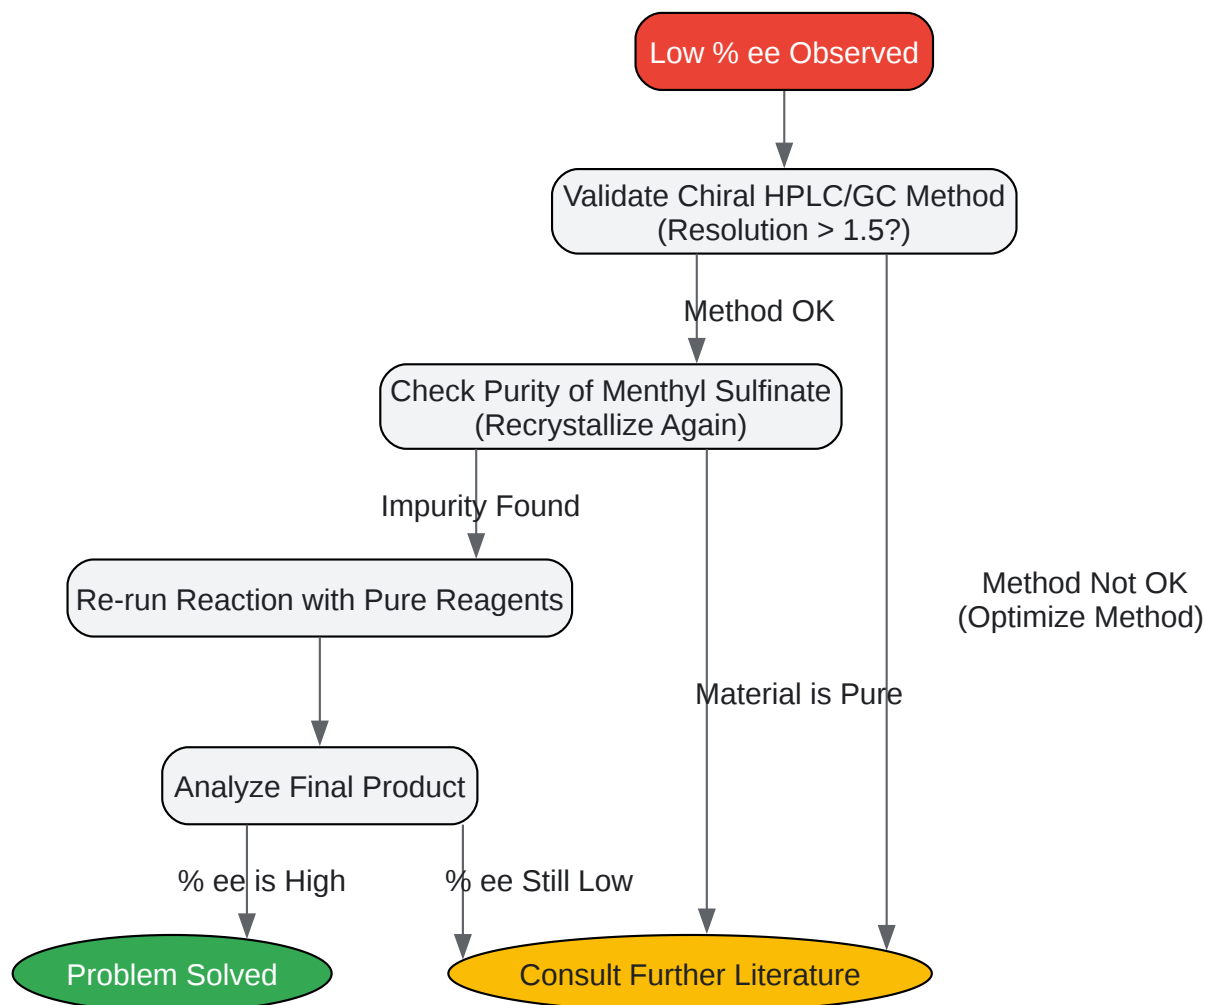 Low % ee Observed
Validate Chiral HPLC/GC Method
(Resolution > 1.5?)
Method OK
Check Purity of Menthyl Sulfinate
(Recrystallize Again)
Impurity Found
Re-run Reaction with Pure Reagents
Method Not OK
(Optimize Method)
Material is Pure
Analyze Final Product
% ee is High
% ee Still Low
Problem Solved
Consult Further Literature